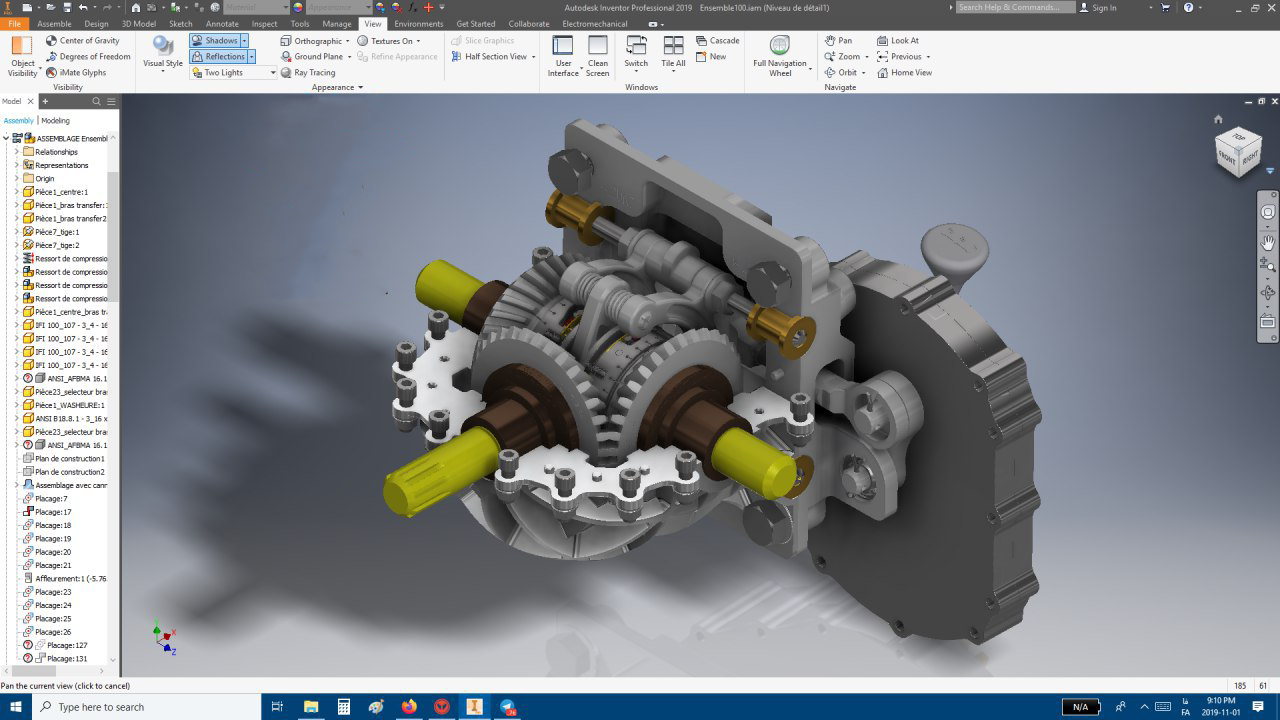 Material
Appearance
Autodesk Inventor Professional 2019 Ensemble100.iam (Niveau de détail1)
Search Help & Commands...
Sign In
File
3D Model
Sketch
Annotate
Inspect
Tools
Manage
View
Environments
Get Started
Collaborate
Electromechanical
Assemble
Design
Object
Visibility
Center of Gravity
Degrees of Freedom
iMate Glyphs
Visibility
Visual Style
Shadows
Reflections
Two Lights
Orthographic
Ground Plane
Ray Tracing
Textures On
Refine Appearance
Appearance
Slice Graphics
Half Section View
User
Interface
Clean
Screen
Switch
Tile All
Cascade
New
Windows
Full Navigation
Wheel
Pan
Zoom
Orbit
Look At
Previous
Home View
Navigate
Model
Assembly
Modeling
ASSEMBLAGE Ensembl
Relationships
Representations
Origin
Pièce1_centre:1
Pièce1_bras transfer:
Pièce1_bras transfer2
Pièce7_tige:1
Pièce7_tige:2
Ressort de compressio
Ressort de compressio
Ressort de compressio
Ressort de compressio
Pièce1_centre_bras tr
IFI 100_107 - 3_4 - 16
IFI 100_107 - 3_4 - 16
IFI 100_107 - 3_4 - 16
IFI 100_107 - 3_4 - 16
ANSI_AFBMA 16.1
Pièce23_selecteur bra
Pièce1_WASHEURE:1
ANSI B18.8.1 - 3_16 x
Pièce23_selecteur bra
ANSI_AFBMA 16.1
Plan de construction1
Plan de construction2
Assemblage avec cann
Placage:7
Placage:17
Placage:18
Placage:19
Placage:20
Placage:21
Affleurement:1 (-5.76
Placage:23
Placage:24
Placage:25
Placage:26
Placage:127
Placage:131
TOP
FRONT
RIGHT
Y
X
Z
Pan the current view (click to cancel)
185
61
Type here to search
N/A
فا
FA
9:10 PM
2019-11-01